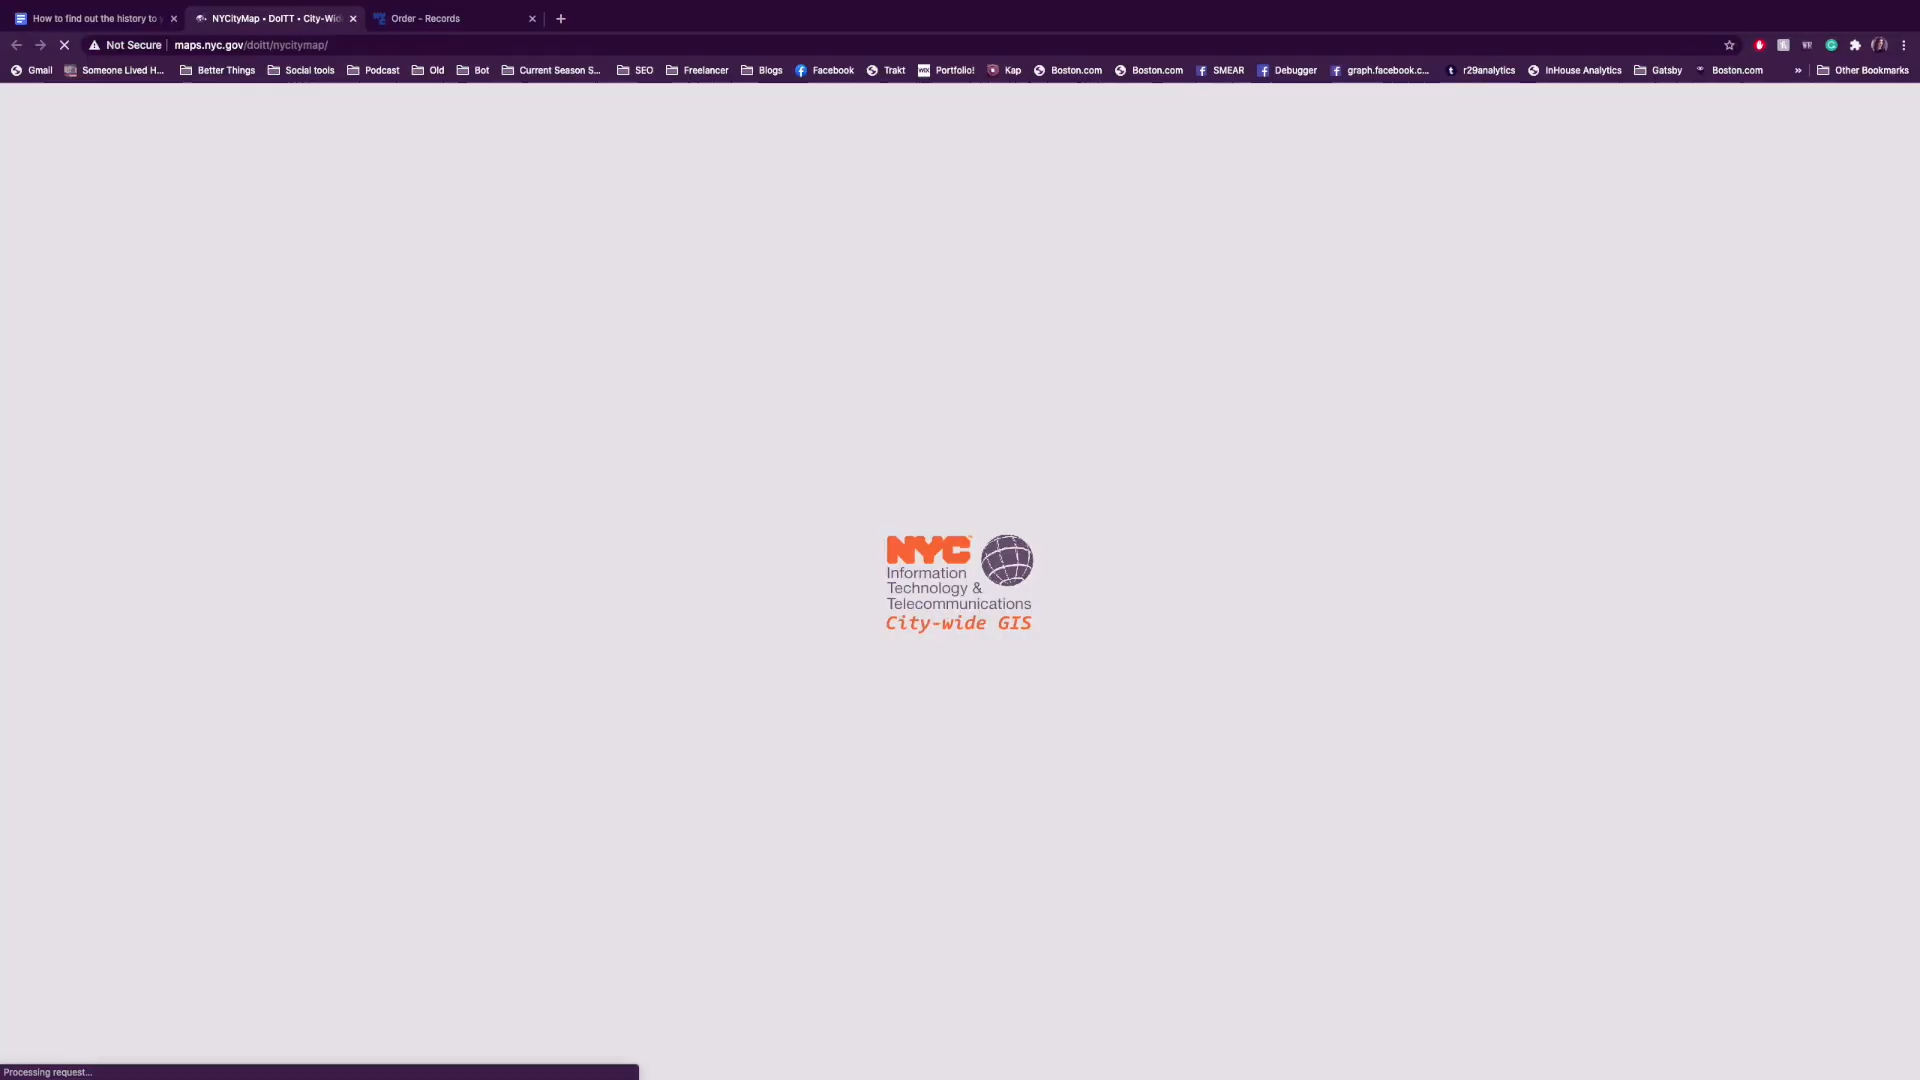 How to find out the history to y
NYCityMap • DoITT • City-Wid
Order - Records
Not Secure
maps.nyc.gov/doitt/nycitymap/
Gmail
Someone Lived H...
Better Things
Social tools
Podcast
Old
Bot
Current Season S...
SEO
Freelancer
Blogs
Facebook
Trakt
Portfolio!
Kap
Boston.com
Boston.com
SMEAR
Debugger
graph.facebook.c...
r29analytics
InHouse Analytics
Gatsby
Boston.com
»
Other Bookmarks
NYC
Information
Technology &
Telecommunications
City-wide GIS
Processing request...